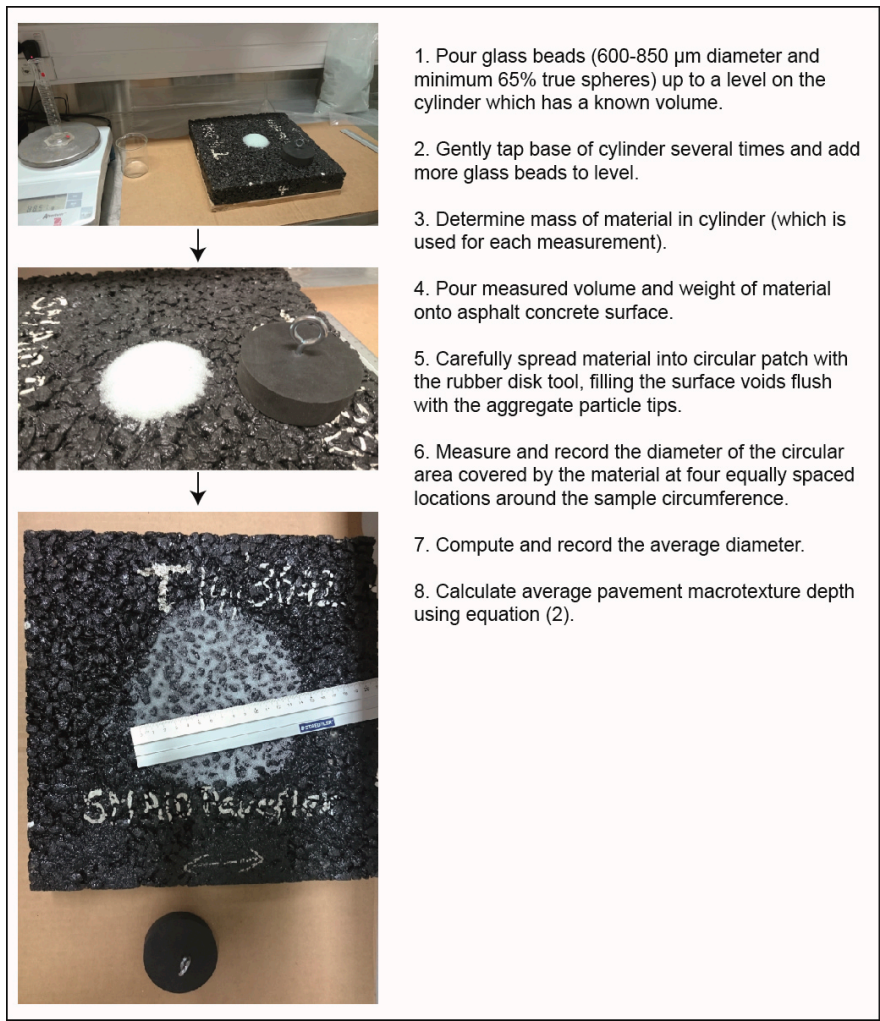 1. Pour glass beads (600-850 µm diameter and
minimum 65% true spheres) up to a level on the
cylinder which has a known volume.
2. Gently tap base of cylinder several times and add
more glass beads to level.
3. Determine mass of material in cylinder (which is
used for each measurement).
4. Pour measured volume and weight of material
onto asphalt concrete surface.
5. Carefully spread material into circular patch with
the rubber disk tool, filling the surface voids flush
with the aggregate particle tips.
6. Measure and record the diameter of the circular
area covered by the material at four equally spaced
locations around the sample circumference.
7. Compute and record the average diameter.
8. Calculate average pavement macrotexture depth
using equation (2).